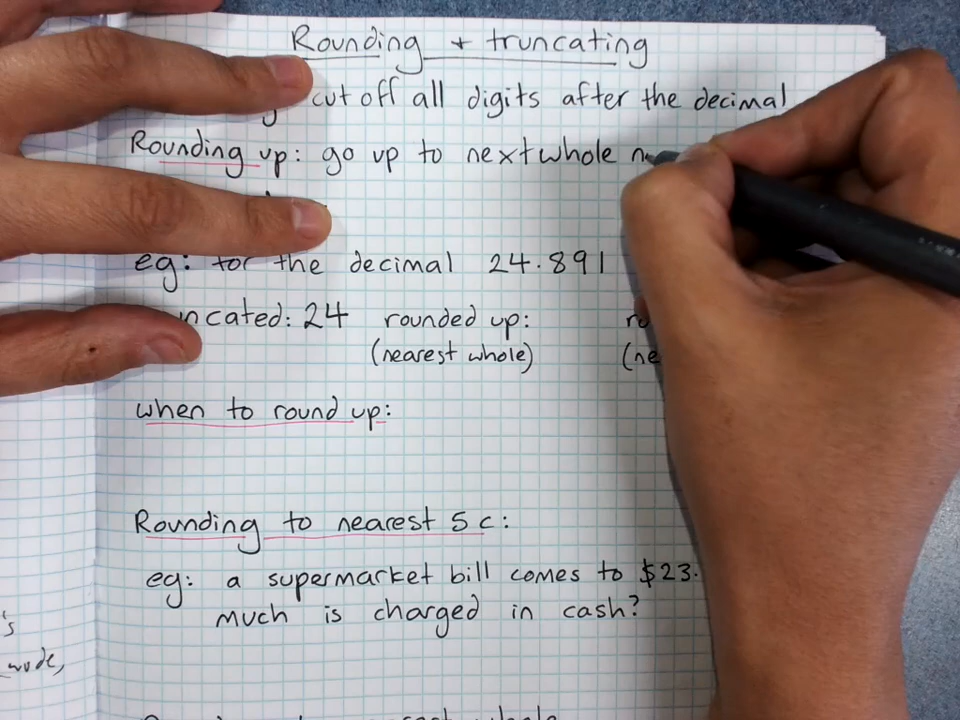 Rounding + truncating
cut off all digits after the decimal
Rounding up: go up to next whole
eg: for the decimal 24.891
24 rounded up:
(nearest whole)
when to round up:
Rounding to nearest 5c:
eg: a supermarket bill comes to $23.
much is charged in cash?